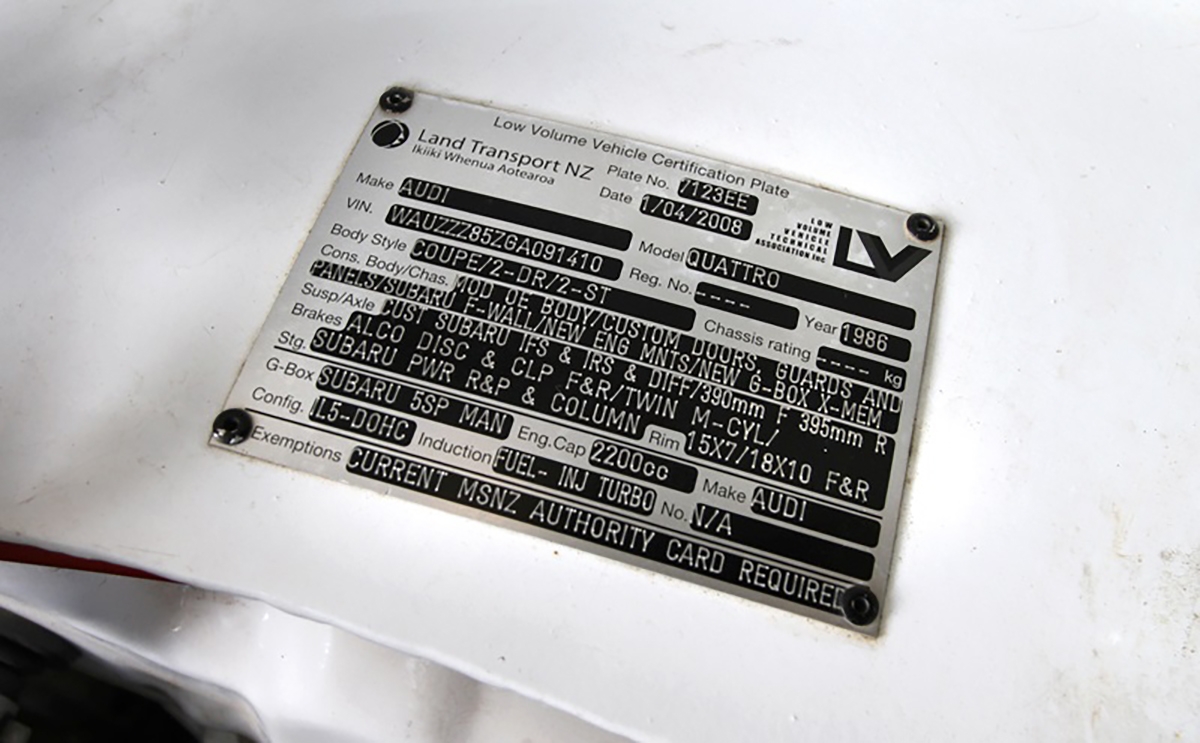 Low Volume Vehicle Certification Plate
Land Transport NZ
Ikiiki Whenua Aotearoa
Plate No. 7123EE
Date 1/04/2008
LOW
VOLUME
VEHICLE
TECHNICAL
ASSOCIATION Inc
LV
Make AUDI Model QUATTRO
VIN. WAUZZZ85ZGA091410 Reg. No. ---- Year 1986
Body Style COUPE/2-DR/2-ST Chassis rating ---- kg
Cons. Body/Chas. MOD OF BODY/CUSTOM DOORS, GUARDS AND
PANELS/SUBARU F-WALL/NEW ENG MNTS/NEW G-BOX X-MEM
Susp/Axle CUST SUBARU IFS & IRS & DIFF/390mm F 395mm R
Brakes ALCO DISC & CLP F&R/TWIN M-CYL/
Stg. SUBARU PWR R&P & COLUMN Rim 15X7/18X10 F&R
G-Box SUBARU 5SP MAN Eng.Cap 2200cc Make AUDI
Config. IL5-DOHC Induction FUEL- INJ TURBO No. N/A
Exemptions CURRENT MSNZ AUTHORITY CARD REQUIRED